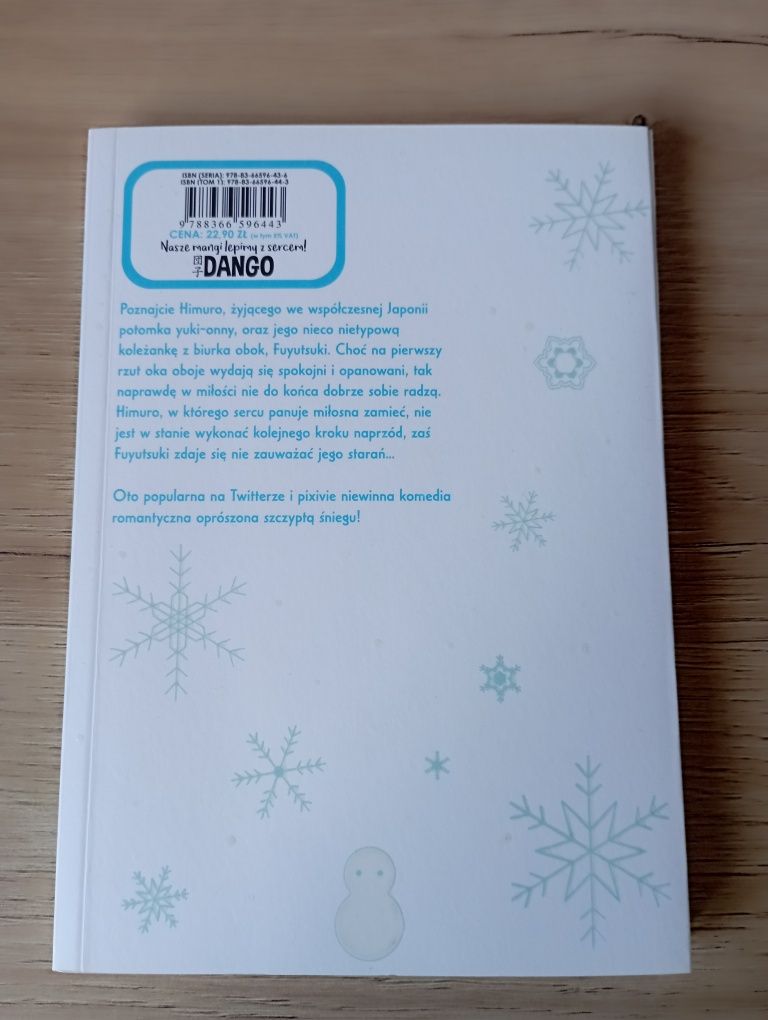 ISBN (SERIA): 978-83-66596-43-6
ISBN (TOM 1): 978-83-66596-44-3
9 788366 596443
CENA: 22,90 ZŁ (w tym 5% VAT)
Nasze mangi lepimy z sercem!
団子 DANGO
Poznajcie Himuro, żyjącego we współczesnej Japonii
potomka yuki-onny, oraz jego nieco nietypową
koleżankę z biurka obok, Fuyutsuki. Choć na pierwszy
rzut oka oboje wydają się spokojni i opanowani, tak
naprawdę w miłości nie do końca dobrze sobie radzą.
Himuro, w którego sercu panuje miłosna zamieć, nie
jest w stanie wykonać kolejnego kroku naprzód, zaś
Fuyutsuki zdaje się nie zauważać jego starań...
Oto popularna na Twitterze i pixivie niewinna komedia
romantyczna oprószona szczyptą śniegu!